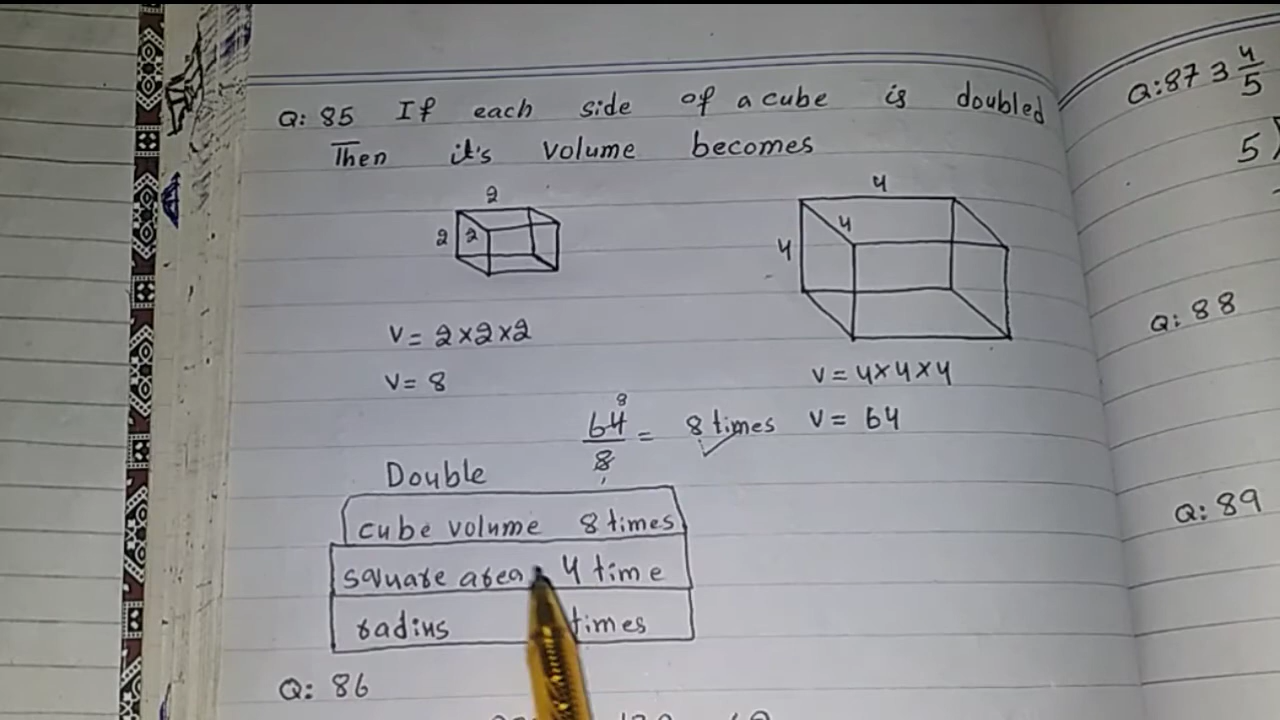 Q: 85 If each side of a cube is doubled
Then it's volume becomes
2
2
2
4
4
4
V = 2×2×2
V = 8
V = 4×4×4
V = 64
64/8 = 8 times
8
Double
cube volume 8 times
square area 4 time
radius times
Q: 86
Q:87 3 4/5
5)
Q: 88
Q: 89